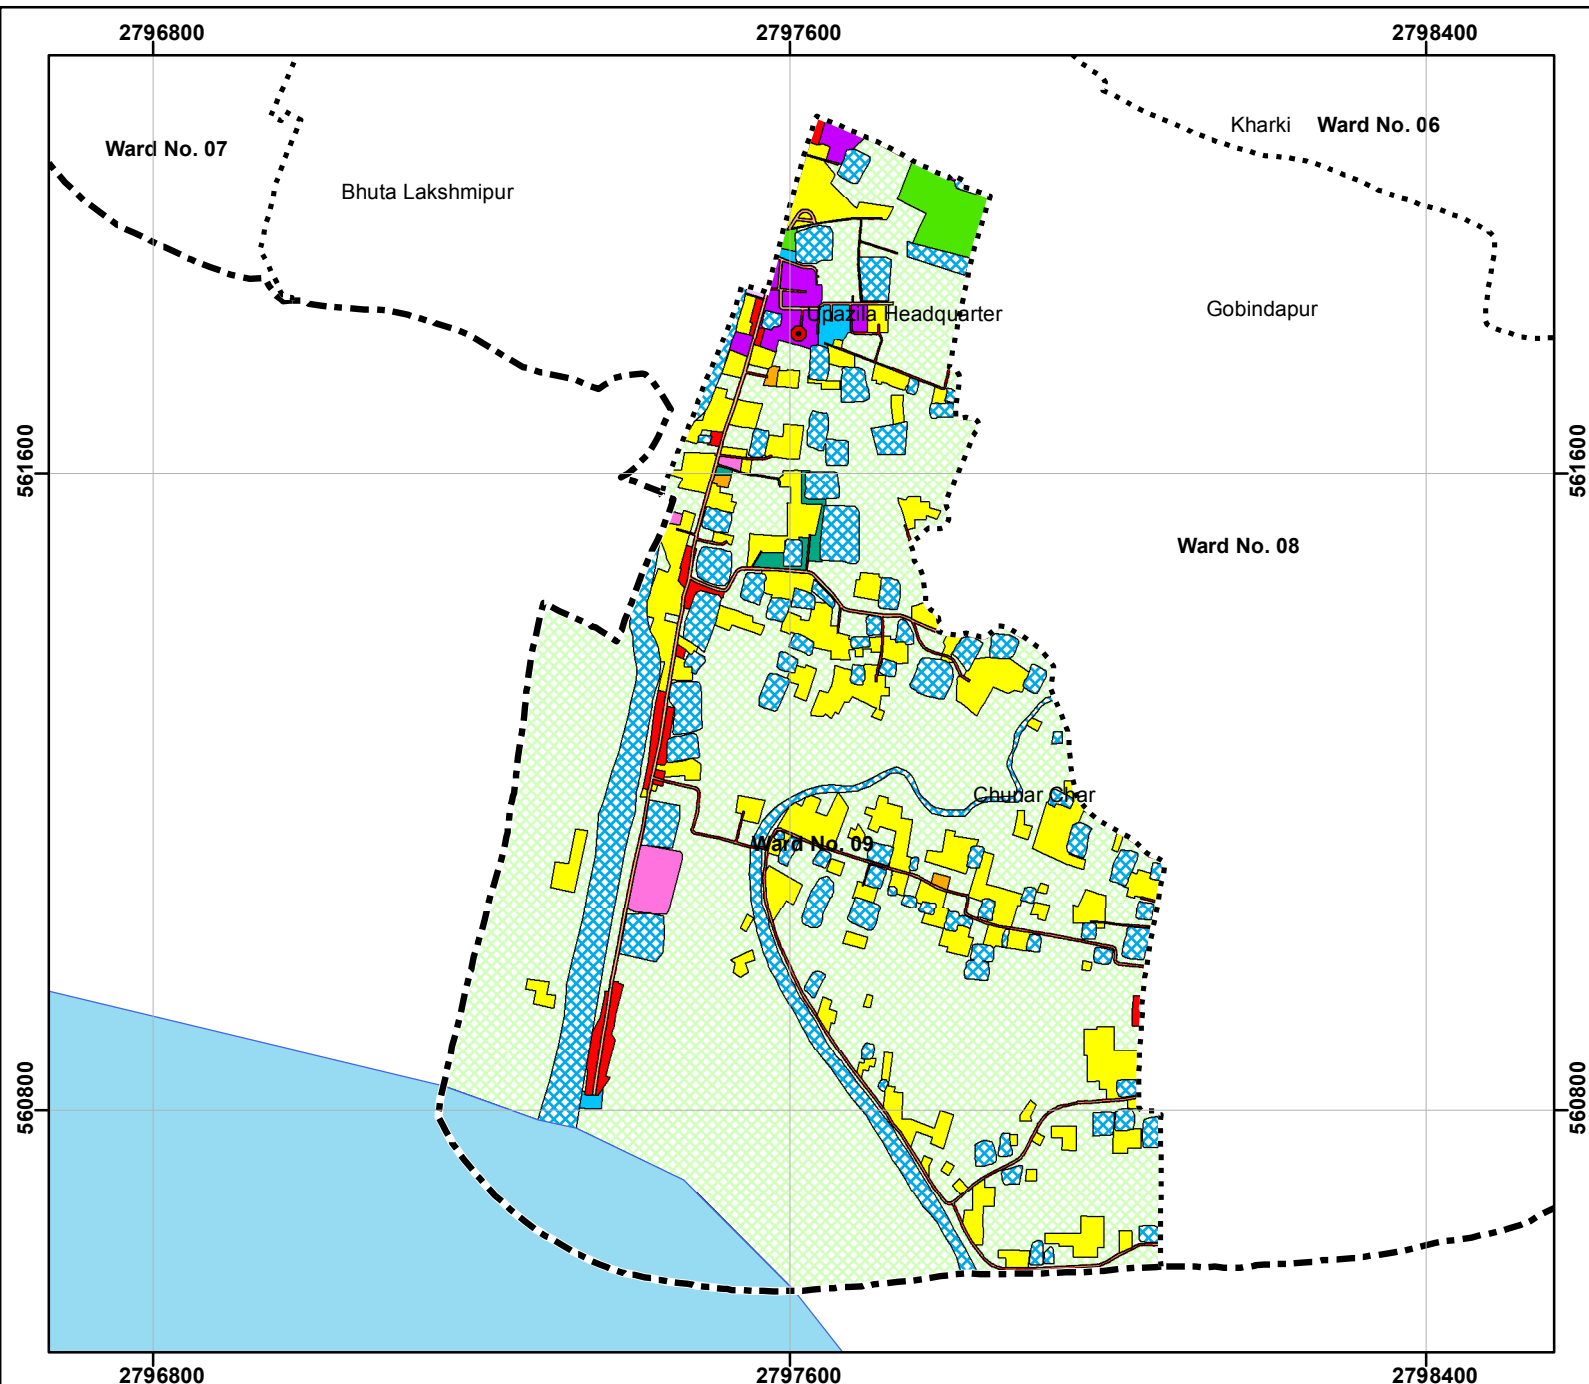 2796800
2797600
2798400
Kharki
Ward No. 06
Ward No. 07
Bhuta Lakshmipur
Gobindapur
Upazila Headquarter
561600
561600
Ward No. 08
Chunar Char
Ward No. 09
560800
560800
2796800
2797600
2798400